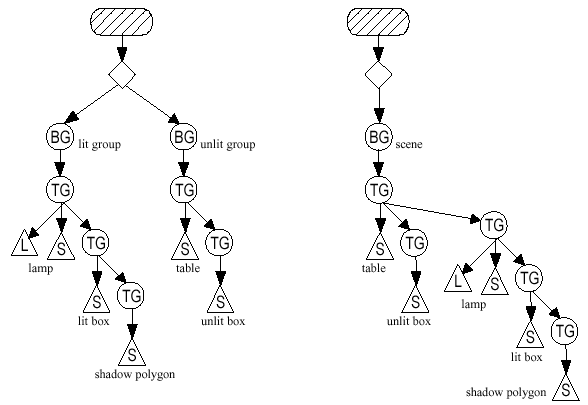 BG lit group BG unlit group BG scene
TG TG TG
TG
L S TG S TG S TG
lamp table table
L S TG
lamp
S TG S S
lit box unlit box unlit box
S TG
lit box
S
shadow polygon
S
shadow polygon